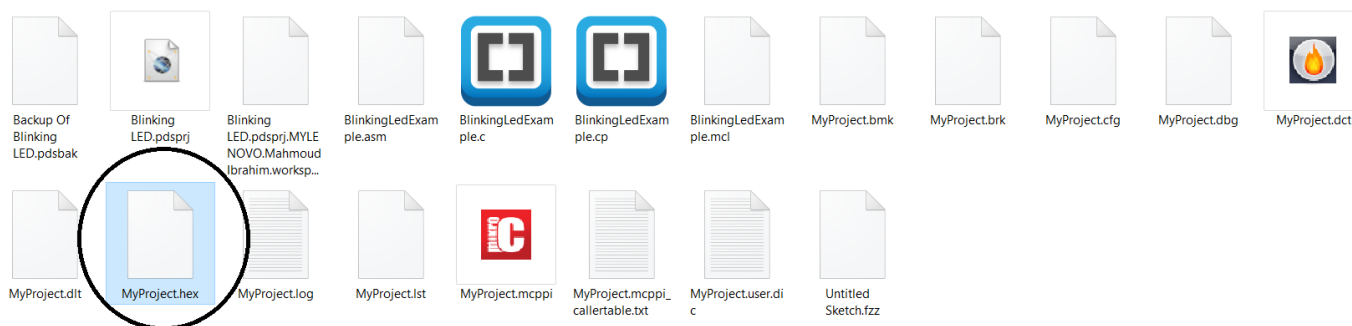 Backup Of
Blinking
LED.pdsbak
Blinking
LED.pdsprj
Blinking
LED.pdsprj.MYLE
NOVO.Mahmoud
Ibrahim.worksp...
BlinkingLedExam
ple.asm
BlinkingLedExam
ple.c
BlinkingLedExam
ple.cp
BlinkingLedExam
ple.mcl
MyProject.bmk
MyProject.brk
MyProject.cfg
MyProject.dbg
MyProject.dct
MyProject.dlt
MyProject.hex
MyProject.log
MyProject.lst
mikro C
MyProject.mcppi
MyProject.mcppi_
callertable.txt
MyProject.user.di
c
Untitled
Sketch.fzz